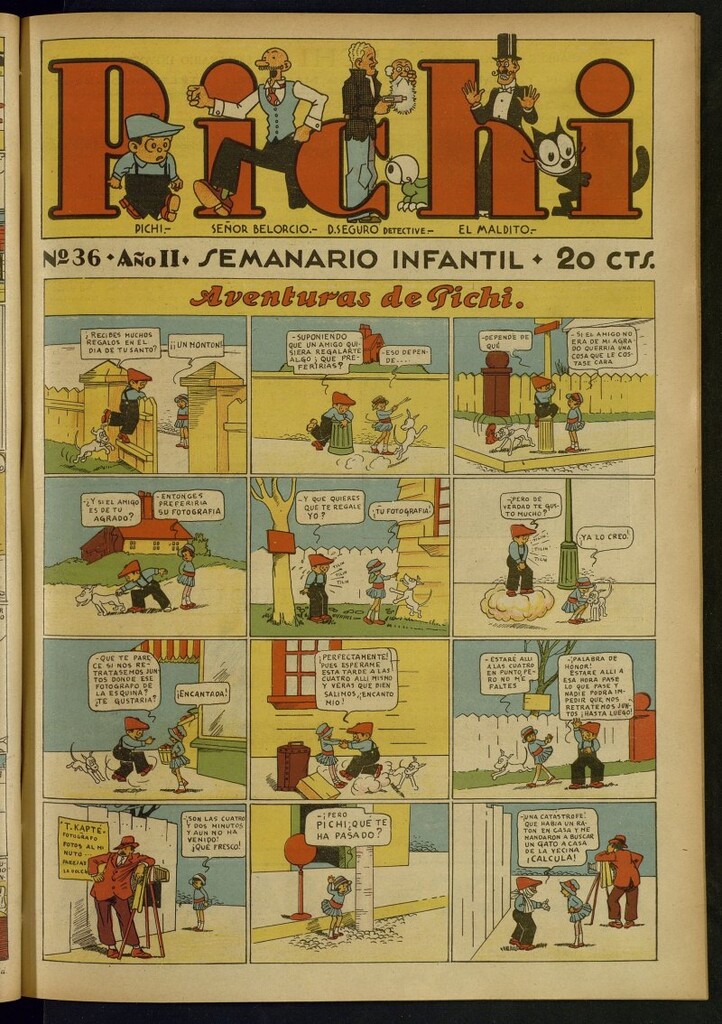 Pichi
PICHI.-
SEÑOR BELORCIO.-
D.SEGURO DETECTIVE.-
EL MALDITO.-
Nº 36 • AÑO II • SEMANARIO INFANTIL • 20 CTS.
Aventuras de Pichi.
¿RECIBES MUCHOS
REGALOS EN EL
DIA DE TU SANTO?
¡¡UN MONTON!
-SUPONIENDO
QUE UN AMIGO QUI-
SIERA REGALARTE
ALGO ¿QUE PRE-
FERIRIAS?
-ESO DEPEN-
DE....
-DEPENDE DE
QUÉ
-SI EL AMIGO NO
ERA DE MI AGRA-
DO QUERRIA UNA
COSA QUE LE COS-
TASE CARA
-¿Y SI EL AMIGO
ES DE TU
AGRADO?
-ENTONCES
PREFERIRIA
SU FOTOGRAFIA
-Y QUE QUIERES
QUE TE REGALE
YO?
¡TU FOTOGRAFIA!
¿PERO DE
VERDAD TE GUS-
TO MUCHO?
¡YA LO CREO!
-QUE TE PARE
CE SI NOS RE-
TRATASEMOS JUN-
TOS DONDE ESE
FOTOGRAFO DE
LA ESQUINA?
¿TE GUSTARIA?
¡ENCANTADA!
¡PERFECTAMENTE!
PUES ESPERAME
ESTA TARDE A LAS
CUATRO ALLI MISMO
Y VERAS QUE BIEN
SALIMOS, ¡ENCANTO
MIO!
-ESTARE ALLI
A LAS CUATRO
EN PUNTO PE-
RO NO ME
FALTES
¡PALABRA DE
HONOR!
ESTARE ALLI A
ESA HORA PASE
LO QUE PASE Y
NADIE PODRA IM-
PEDIR QUE NOS
RETRATEMOS JUN-
TOS ¡HASTA LUEGO!
"T. KAPTE"
FOTOGRAFO
FOTOS AL MI
NUTO
¡SON LAS CUATRO
Y DOS MINUTOS
Y AUN NO HA
VENIDO!
¡QUE FRESCO!
-¡PERO
PICHI, ¿QUE TE
HA PASADO?
¡UNA CATASTROFE!
QUE HABIA UN RA-
TON EN CASA Y ME
MANDARON A BUSCAR
UN GATO A CASA
DE LA VECINA
¡CALCULA!